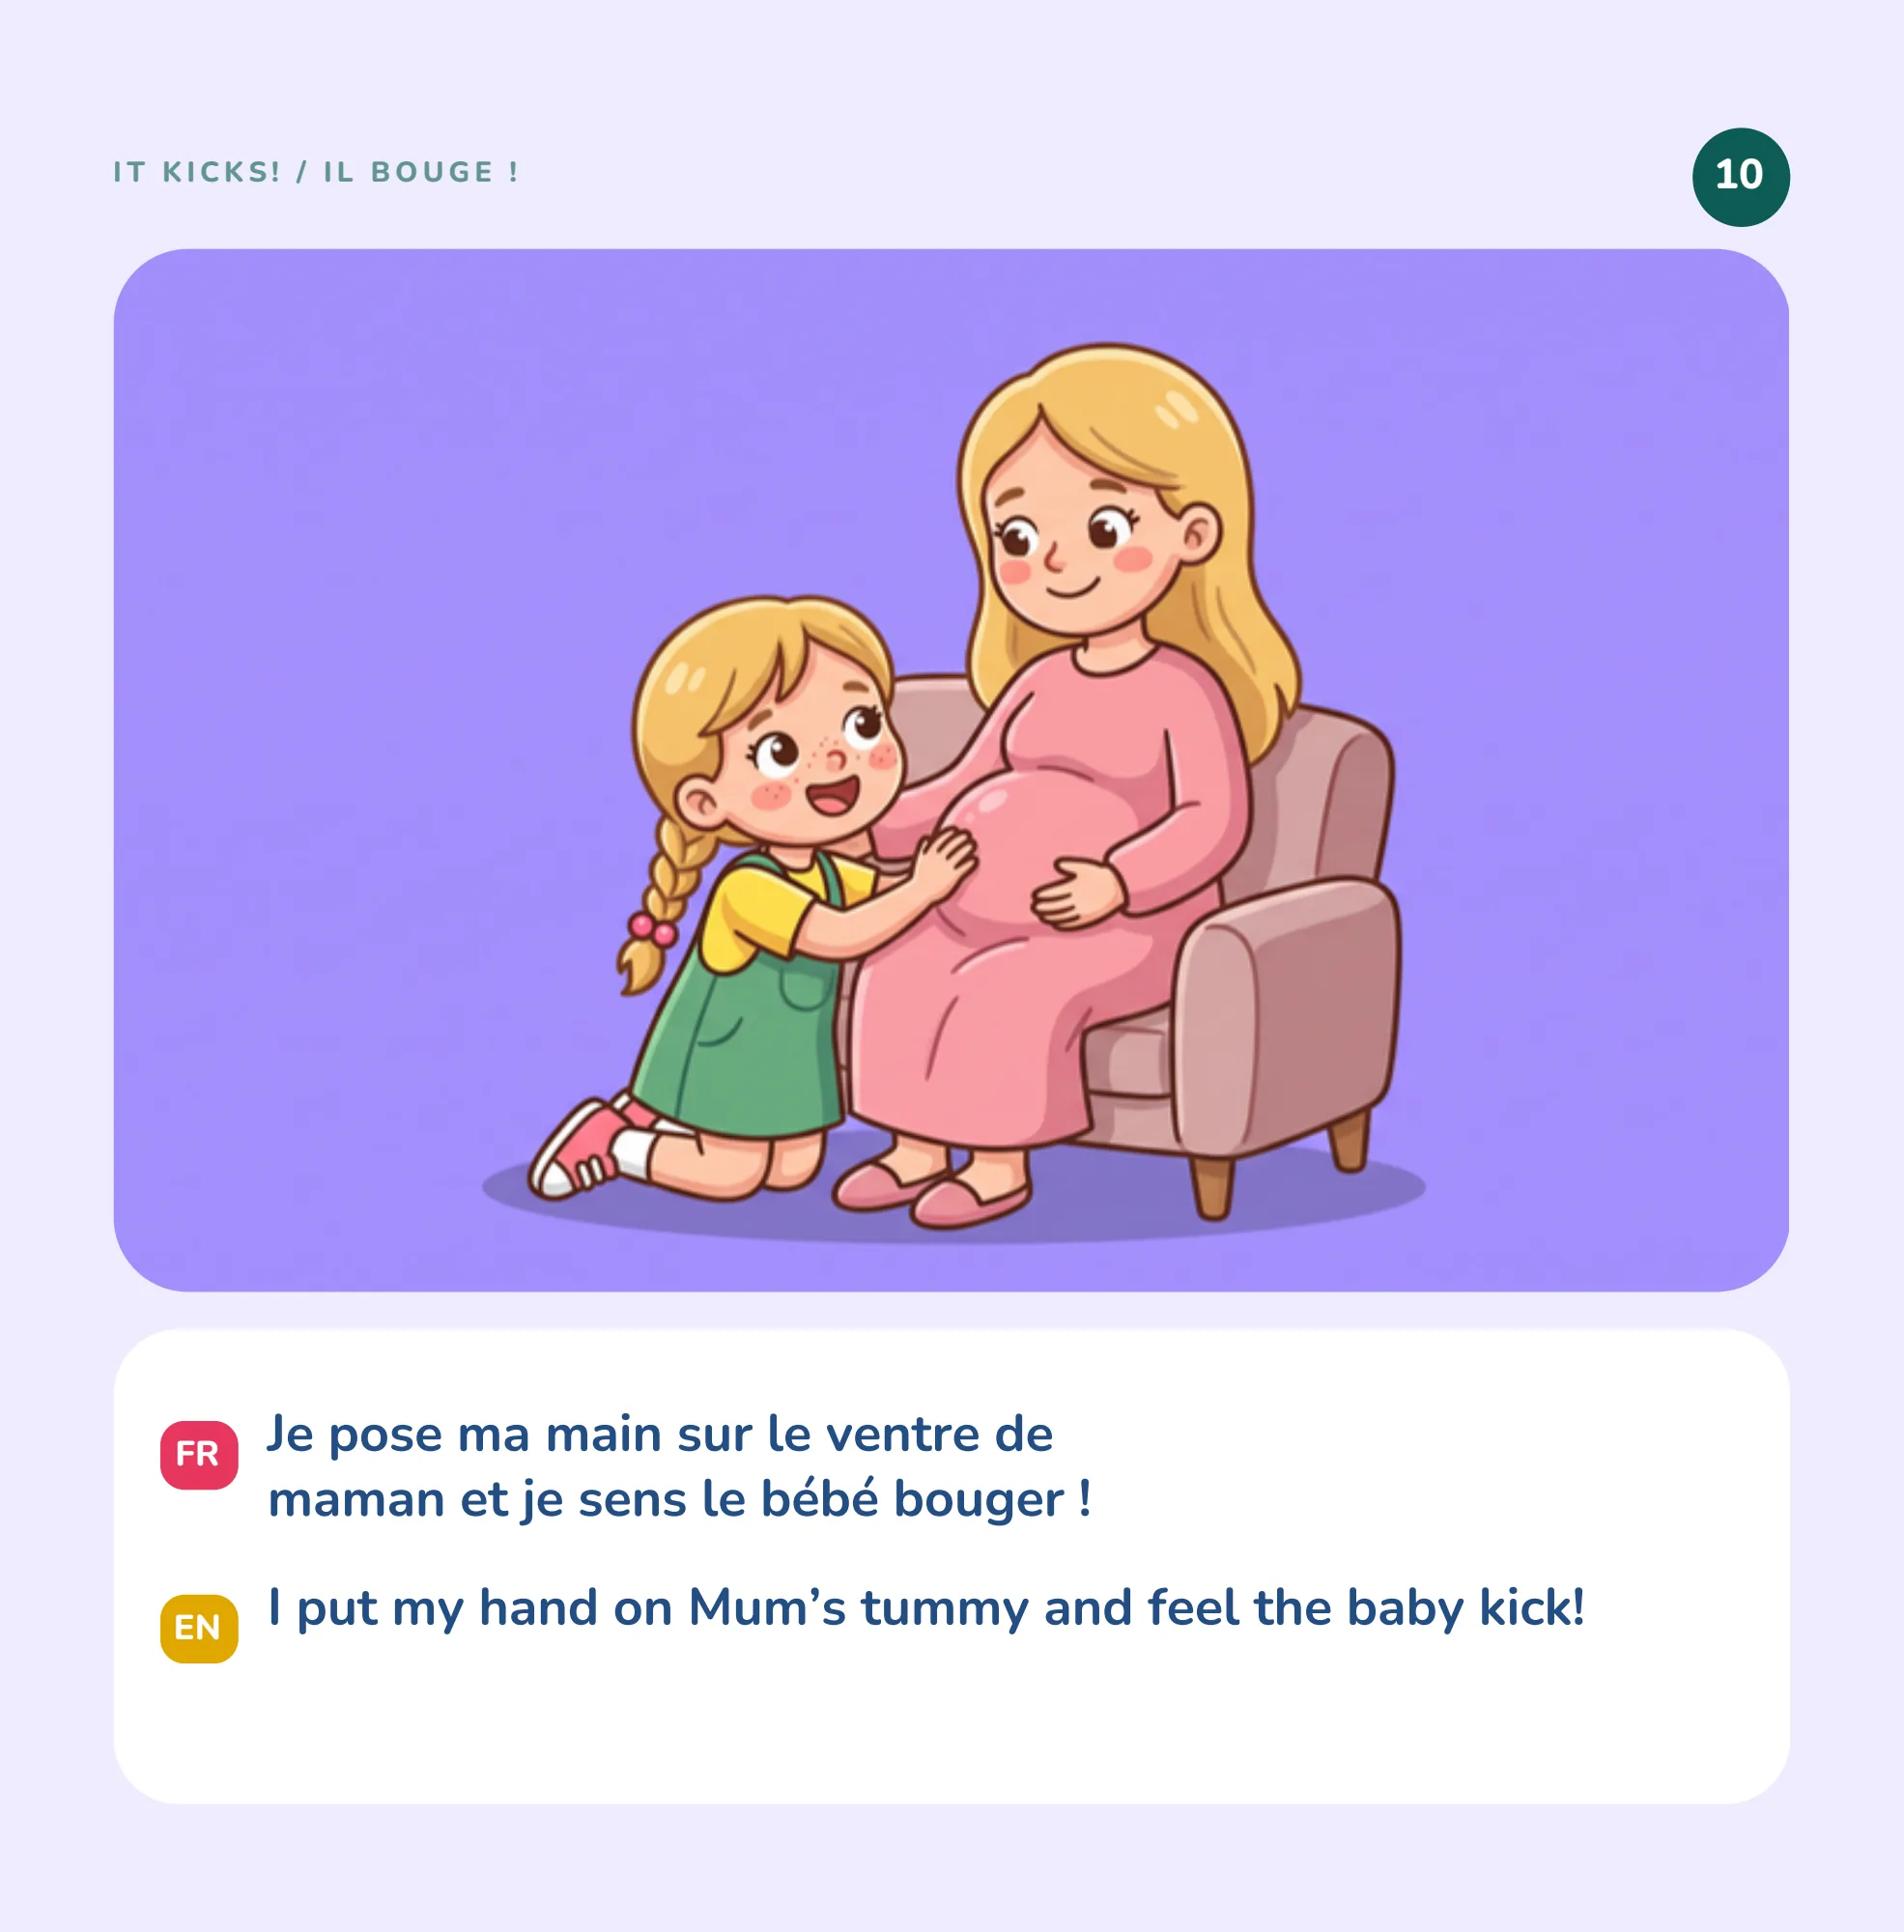 IT KICKS! / IL BOUGE !
10
FR
Je pose ma main sur le ventre de
maman et je sens le bébé bouger !
EN
I put my hand on Mum’s tummy and feel the baby kick!